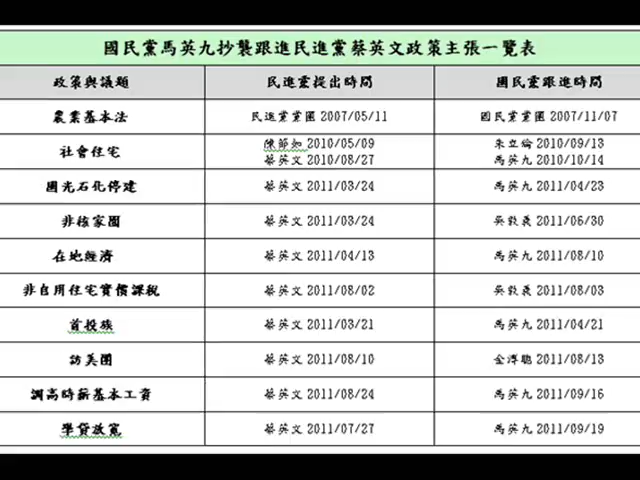 國民黨馬英九抄襲跟進民進黨蔡英文政策主張一覽表
政策與議題 民進黨提出時間 國民黨跟進時間
農業基本法 民進黨黨團 2007/05/11 國民黨黨團 2007/11/07
社會住宅 陳節如 2010/05/09 朱立倫 2010/09/13
蔡英文 2010/08/27 馬英九 2010/10/14
國光石化停建 蔡英文 2011/03/24 馬英九 2011/04/23
非核家園 蔡英文 2011/03/24 吳敦義 2011/06/30
在地經濟 蔡英文 2011/04/13 馬英九 2011/08/10
非自用住宅實價課稅 蔡英文 2011/08/02 吳敦義 2011/08/03
首投族 蔡英文 2011/03/21 馬英九 2011/04/21
訪美團 蔡英文 2011/08/10 金溥聰 2011/08/13
調高時薪基本工資 蔡英文 2011/08/24 馬英九 2011/09/16
學貸放寬 蔡英文 2011/07/27 馬英九 2011/09/19